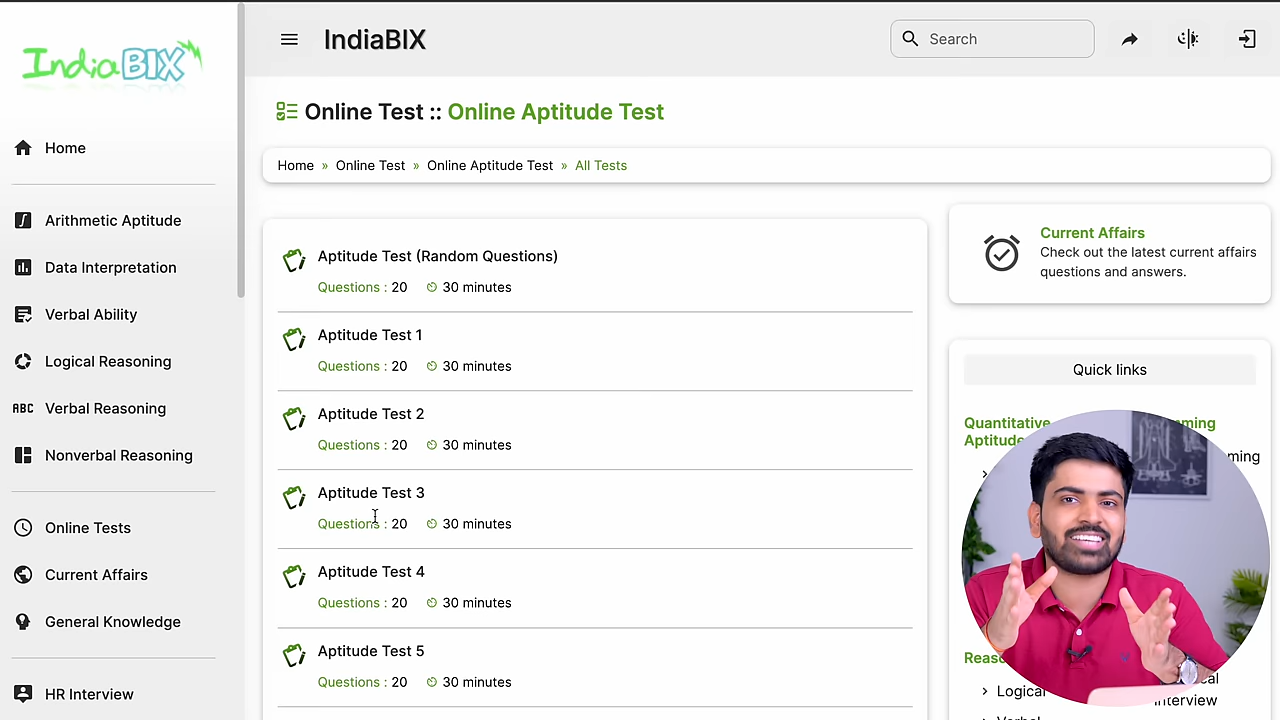 IndiaBIX
Home
Arithmetic Aptitude
Data Interpretation
Verbal Ability
Logical Reasoning
ABC Verbal Reasoning
Nonverbal Reasoning
Online Tests
Current Affairs
General Knowledge
HR Interview
IndiaBIX
Search
Online Test :: Online Aptitude Test
Home » Online Test » Online Aptitude Test » All Tests
Aptitude Test (Random Questions)
Questions : 20 30 minutes
Aptitude Test 1
Questions : 20 30 minutes
Aptitude Test 2
Questions : 20 30 minutes
Aptitude Test 3
Questions : 20 30 minutes
Aptitude Test 4
Questions : 20 30 minutes
Aptitude Test 5
Questions : 20 30 minutes
Current Affairs
Check out the latest current affairs
questions and answers.
Quick links
Quantitative
Aptitude
Logical
Interview